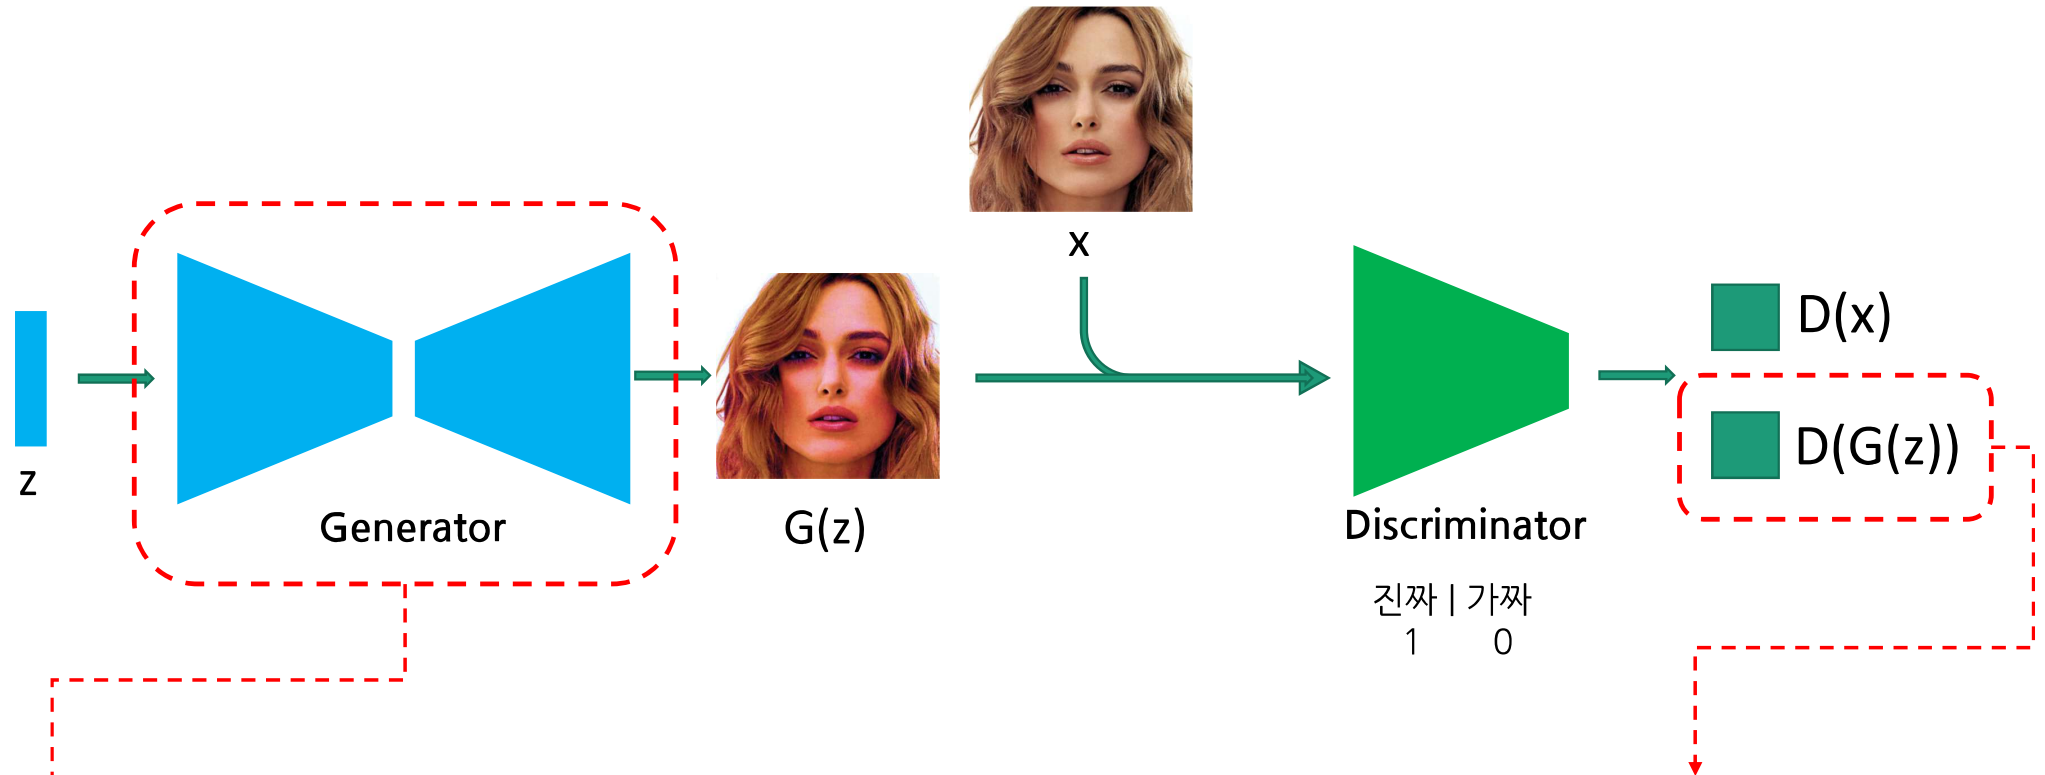 x
z
Generator
G(z)
Discriminator
진짜 | 가짜
1 0
D(x)
D(G(z))